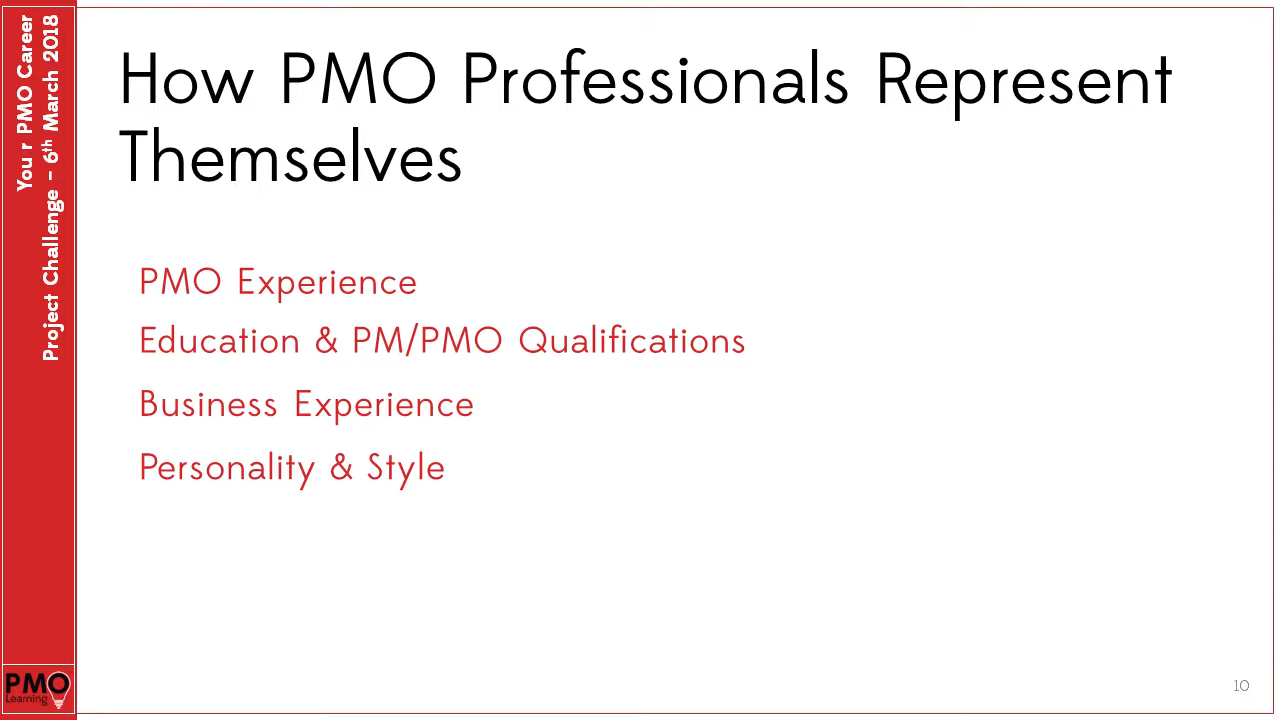 You r PMO Career
Project Challenge – 6th March 2018
How PMO Professionals Represent
Themselves
PMO Experience
Education & PM/PMO Qualifications
Business Experience
Personality & Style
PMO
Learning
10